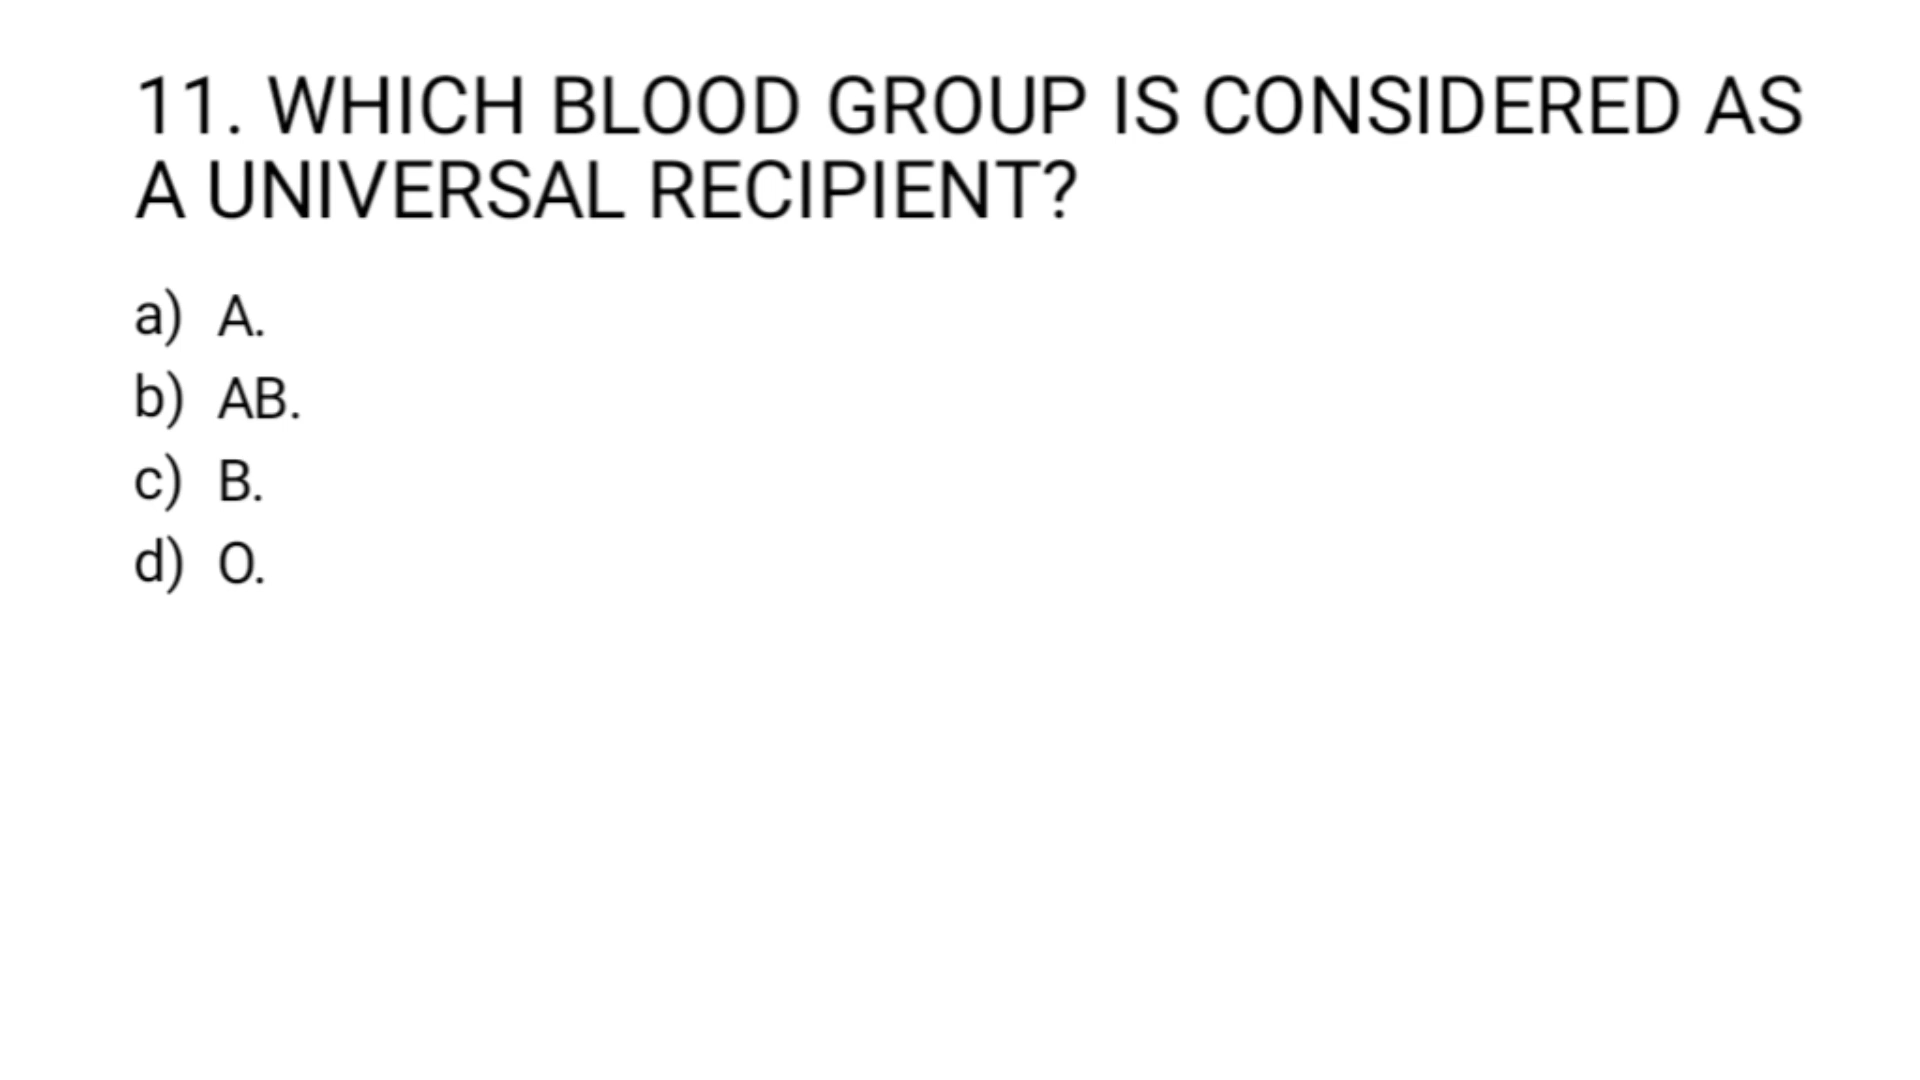 11. WHICH BLOOD GROUP IS CONSIDERED AS
A UNIVERSAL RECIPIENT?
a) A.
b) AB.
c) B.
d) O.